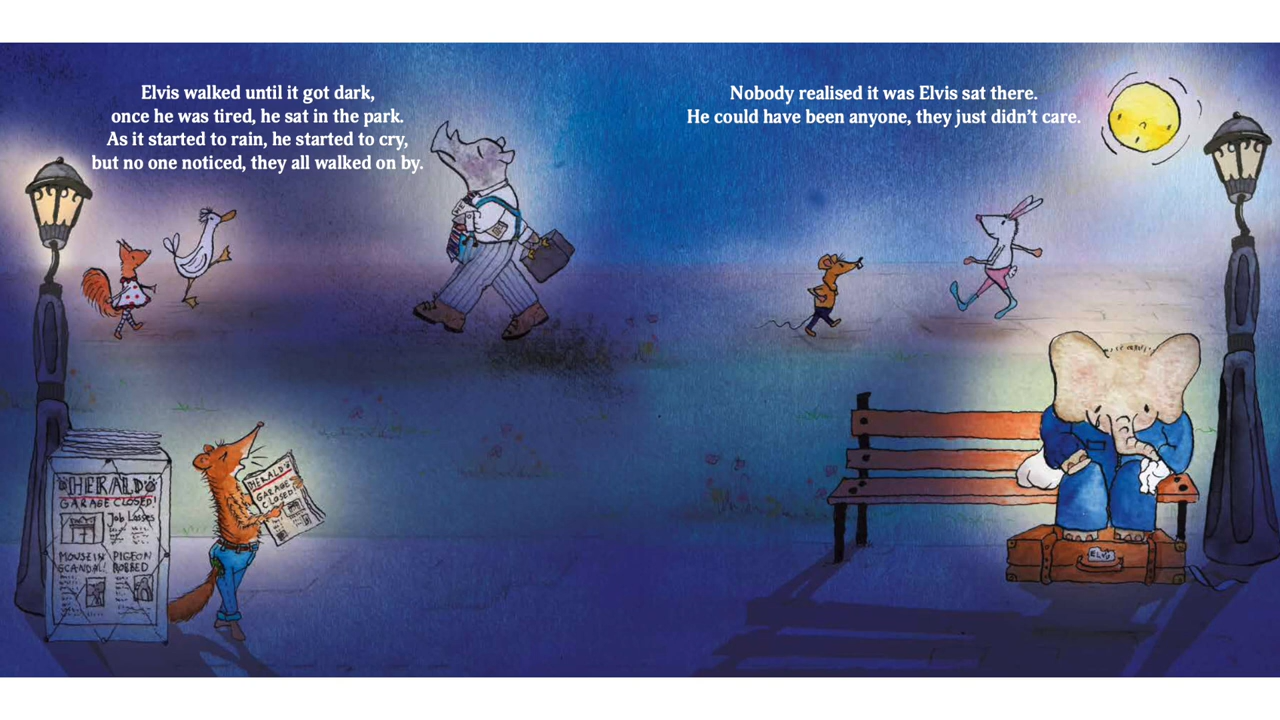 Elvis walked until it got dark,
once he was tired, he sat in the park.
As it started to rain, he started to cry,
but no one noticed, they all walked on by.
Nobody realised it was Elvis sat there.
He could have been anyone, they just didn't care.
HERALD
GARAGE CLOSED!
Job Losses
MOUSE IN
SCANDAL!
PIGEON
ROBBED
HERALD
GARAGE
CLOSED!
ELVIS